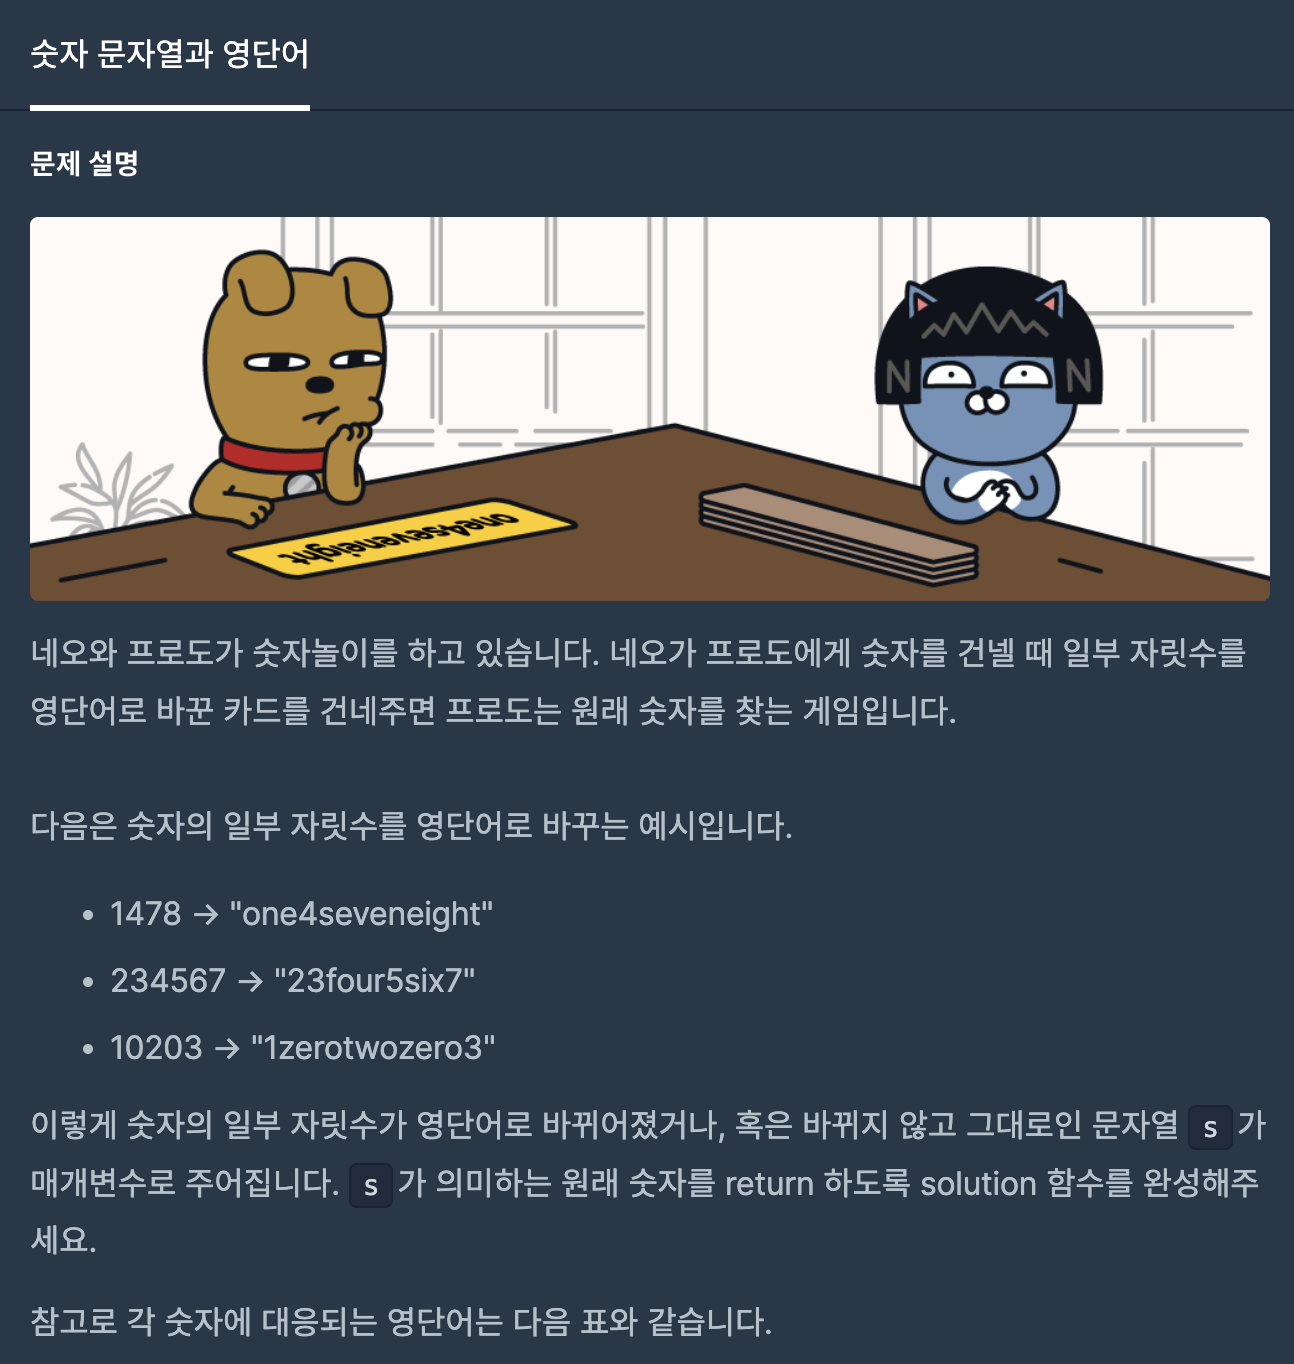 숫자 문자열과 영단어
문제 설명
N N
one4seveneight
네오와 프로도가 숫자놀이를 하고 있습니다. 네오가 프로도에게 숫자를 건넬 때 일부 자릿수를
영단어로 바꾼 카드를 건네주면 프로도는 원래 숫자를 찾는 게임입니다.
다음은 숫자의 일부 자릿수를 영단어로 바꾸는 예시입니다.
• 1478 → "one4seveneight"
• 234567 → "23four5six7"
• 10203 → "1zerotwozero3"
이렇게 숫자의 일부 자릿수가 영단어로 바뀌어졌거나, 혹은 바뀌지 않고 그대로인 문자열 s 가
매개변수로 주어집니다. s 가 의미하는 원래 숫자를 return 하도록 solution 함수를 완성해주
세요.
참고로 각 숫자에 대응되는 영단어는 다음 표와 같습니다.